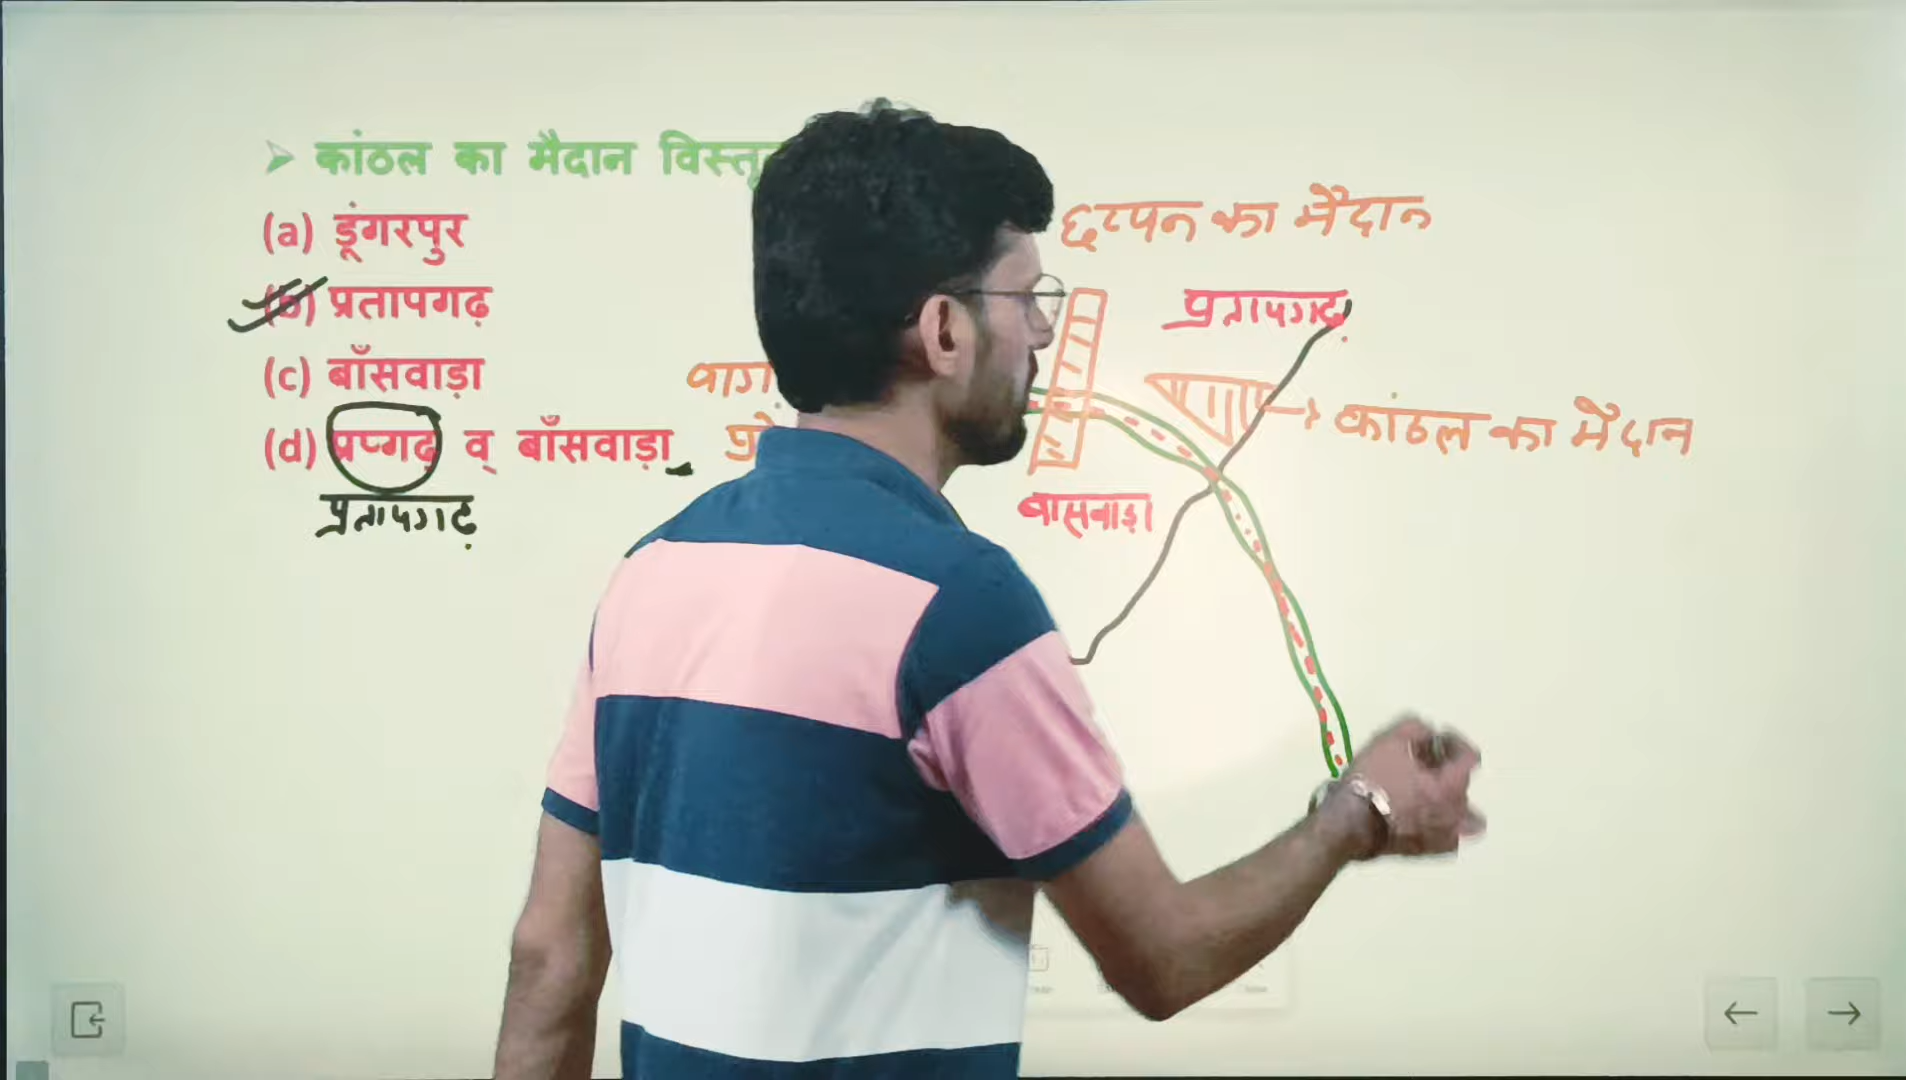 ➤ कांठल का मैदान विस्तृ
(a) डूंगरपुर
(b) प्रतापगढ़
(c) बाँसवाड़ा
(d) प्रप्गढ़ व् बाँसवाड़ा
प्रतापगढ़
छप्पन का मैदान
प्रतापगढ़
कांठल का मैदान
बासवाड़ा